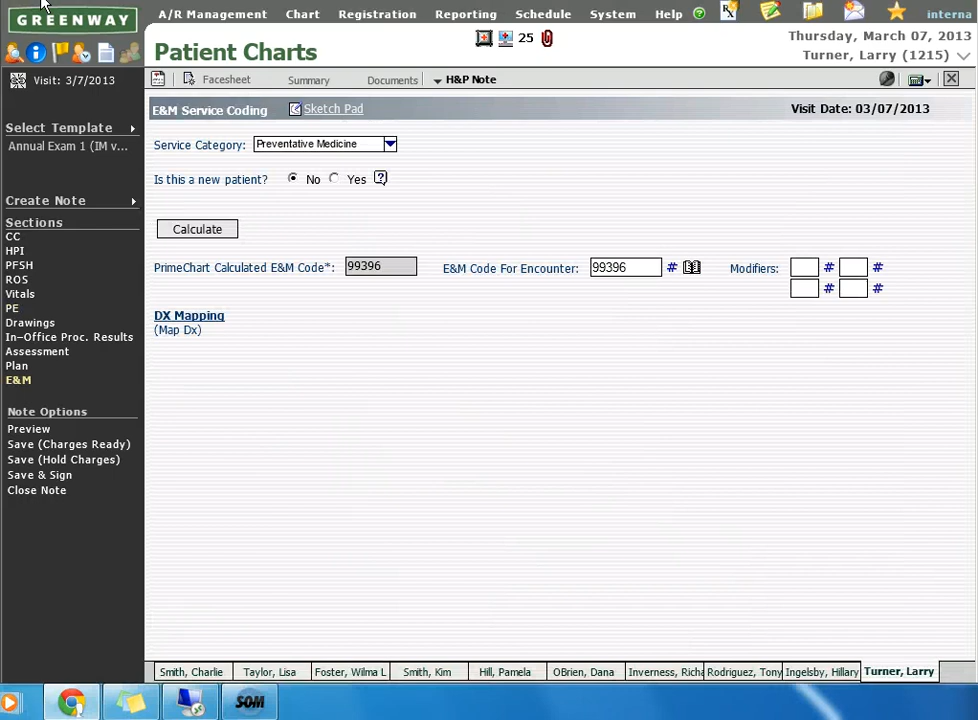 GREENWAY
A/R Management Chart Registration Reporting Schedule System Help ? interna
Patient Charts
25
Thursday, March 07, 2013
Turner, Larry (1215)
Visit: 3/7/2013
Facesheet Summary Documents H&P Note
E&M Service Coding Sketch Pad Visit Date: 03/07/2013
Select Template
Annual Exam 1 (IM v...
Create Note
Sections
CC
HPI
PFSH
ROS
Vitals
PE
Drawings
In-Office Proc. Results
Assessment
Plan
E&M
Note Options
Preview
Save (Charges Ready)
Save (Hold Charges)
Save & Sign
Close Note
Service Category: Preventative Medicine
Is this a new patient? No Yes ?
Calculate
PrimeChart Calculated E&M Code*: 99396 E&M Code For Encounter: 99396 # Modifiers: # #
# #
DX Mapping
(Map Dx)
Smith, Charlie Taylor, Lisa Foster, Wilma L Smith, Kim Hill, Pamela OBrien, Dana Inverness, Richa Rodriguez, Tony Ingelsby, Hillary Turner, Larry
SOM